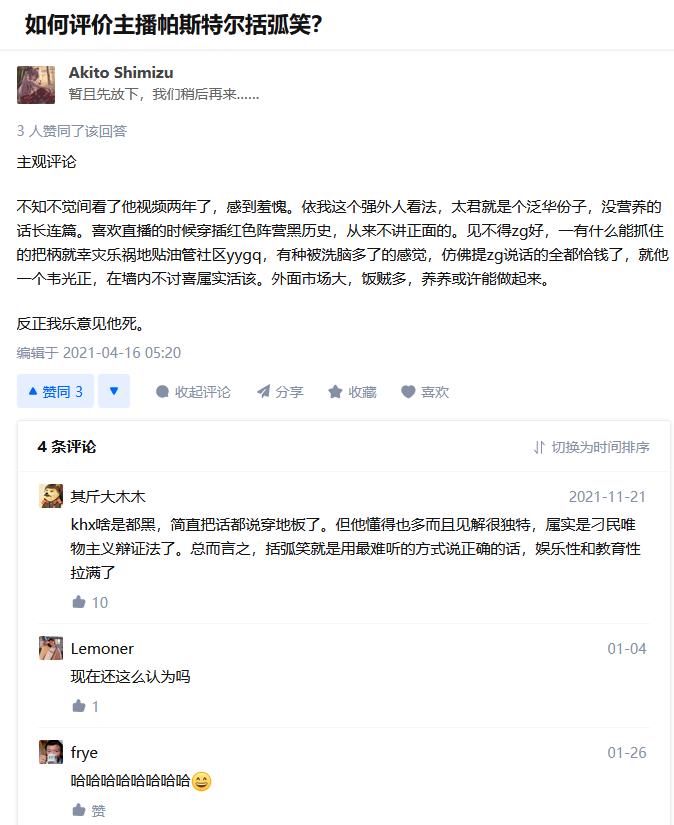 如何评价主播帕斯特尔括弧笑?
Akito Shimizu
暂且先放下，我们稍后再来......
3 人赞同了该回答
主观评论
不知不觉间看了他视频两年了，感到羞愧。依我这个强外人看法，太君就是个泛华份子，没营养的
话长连篇。喜欢直播的时候穿插红色阵营黑历史，从来不讲正面的。见不得zg好，一有什么能抓住
的把柄就幸灾乐祸地贴油管社区yygq，有种被洗脑多了的感觉，仿佛提zg说话的全都恰钱了，就他
一个韦光正，在墙内不讨喜属实活该。外面市场大，饭贼多，养养或许能做起来。
反正我乐意见他死。
编辑于 2021-04-16 05:20
赞同 3
收起评论
分享
收藏
喜欢
4 条评论
切换为时间排序
其斤大木木
2021-11-21
khx啥是都黑，简直把话都说穿地板了。但他懂得也多而且见解很独特，属实是刁民唯
物主义辩证法了。总而言之，括弧笑就是用最难听的方式说正确的话，娱乐性和教育性
拉满了
10
Lemoner
01-04
现在还这么认为吗
1
frye
01-26
哈哈哈哈哈哈哈哈😄
赞